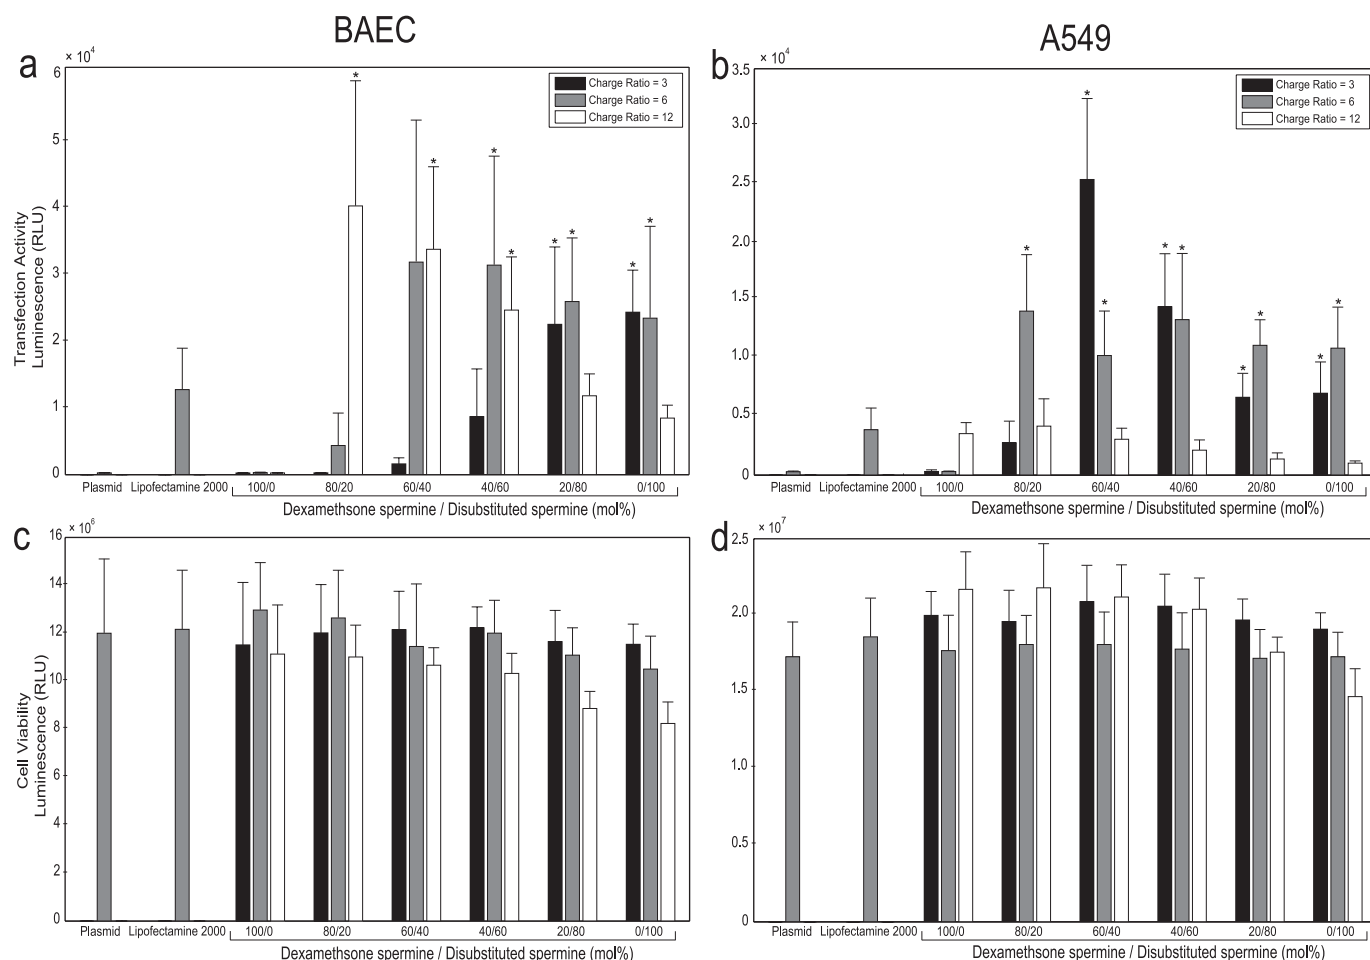 BAEC
A549
a
× 10⁴
6
5
4
3
2
1
0
Transfection Activity
Luminescence (RLU)
Charge Ratio = 3
Charge Ratio = 6
Charge Ratio = 12
*
*
*
*
*
*
*
*
Plasmid Lipofectamine 2000 100/0 80/20 60/40 40/60 20/80 0/100
Dexamethsone spermine / Disubstituted spermine (mol%)
b
× 10⁴
3.5
3.0
2.5
2.0
1.5
1.0
0.5
0
Charge Ratio = 3
Charge Ratio = 6
Charge Ratio = 12
*
*
*
*
*
*
*
*
*
Plasmid Lipofectamine 2000 100/0 80/20 60/40 40/60 20/80 0/100
Dexamethsone spermine / Disubstituted spermine (mol%)
c
× 10⁶
16
14
12
10
8
6
4
2
0
Cell Viability
Luminescence (RLU)
Plasmid Lipofectamine 2000 100/0 80/20 60/40 40/60 20/80 0/100
Dexamethsone spermine / Disubstituted spermine (mol%)
d
× 10⁷
2.5
2.0
1.5
1.0
0.5
0
Plasmid Lipofectamine 2000 100/0 80/20 60/40 40/60 20/80 0/100
Dexamethsone spermine / Disubstituted spermine (mol%)